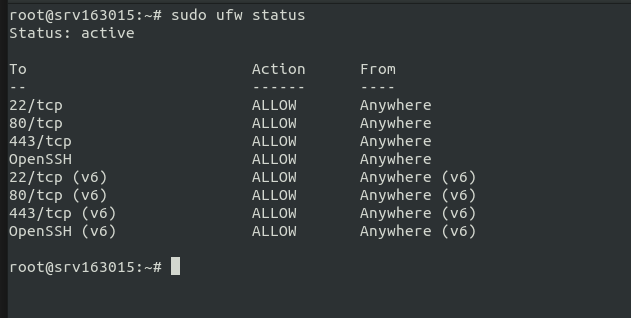 root@srv163015:~# sudo ufw status
Status: active
To Action From
-- ------ ----
22/tcp ALLOW Anywhere
80/tcp ALLOW Anywhere
443/tcp ALLOW Anywhere
OpenSSH ALLOW Anywhere
22/tcp (v6) ALLOW Anywhere (v6)
80/tcp (v6) ALLOW Anywhere (v6)
443/tcp (v6) ALLOW Anywhere (v6)
OpenSSH (v6) ALLOW Anywhere (v6)
root@srv163015:~#